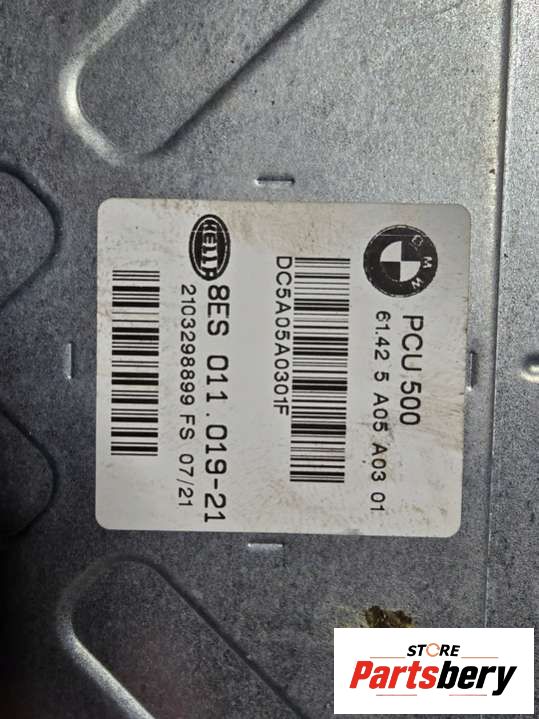 BMW
PCU 500
61.42 5 A05 A03 01
DC5A05A0301F
HELLA
8ES 011.019-21
2103298899 FS 07/21
STORE
Partsbery